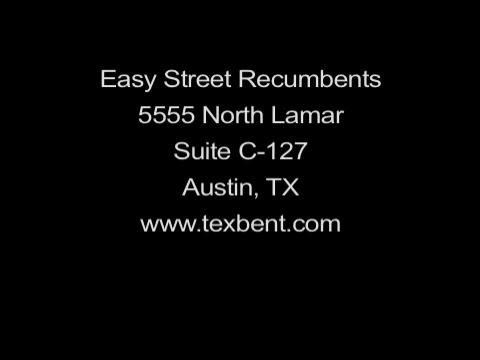 Easy Street Recumbents
5555 North Lamar
Suite C-127
Austin, TX
www.texbent.com